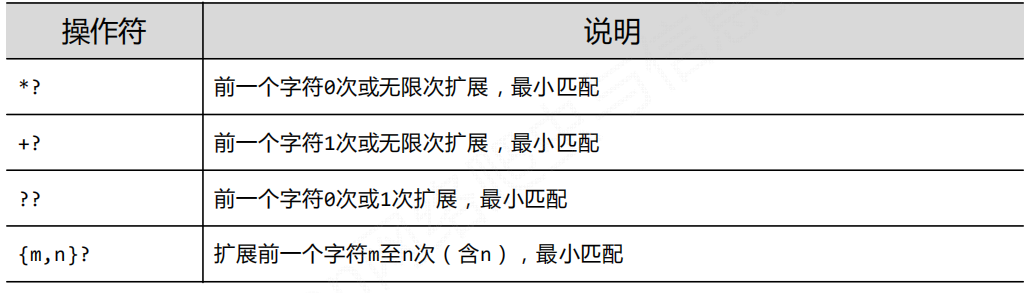 操作符 说明
*? 前一个字符0次或无限次扩展，最小匹配
+? 前一个字符1次或无限次扩展，最小匹配
?? 前一个字符0次或1次扩展，最小匹配
{m,n}? 扩展前一个字符m至n次（含n），最小匹配